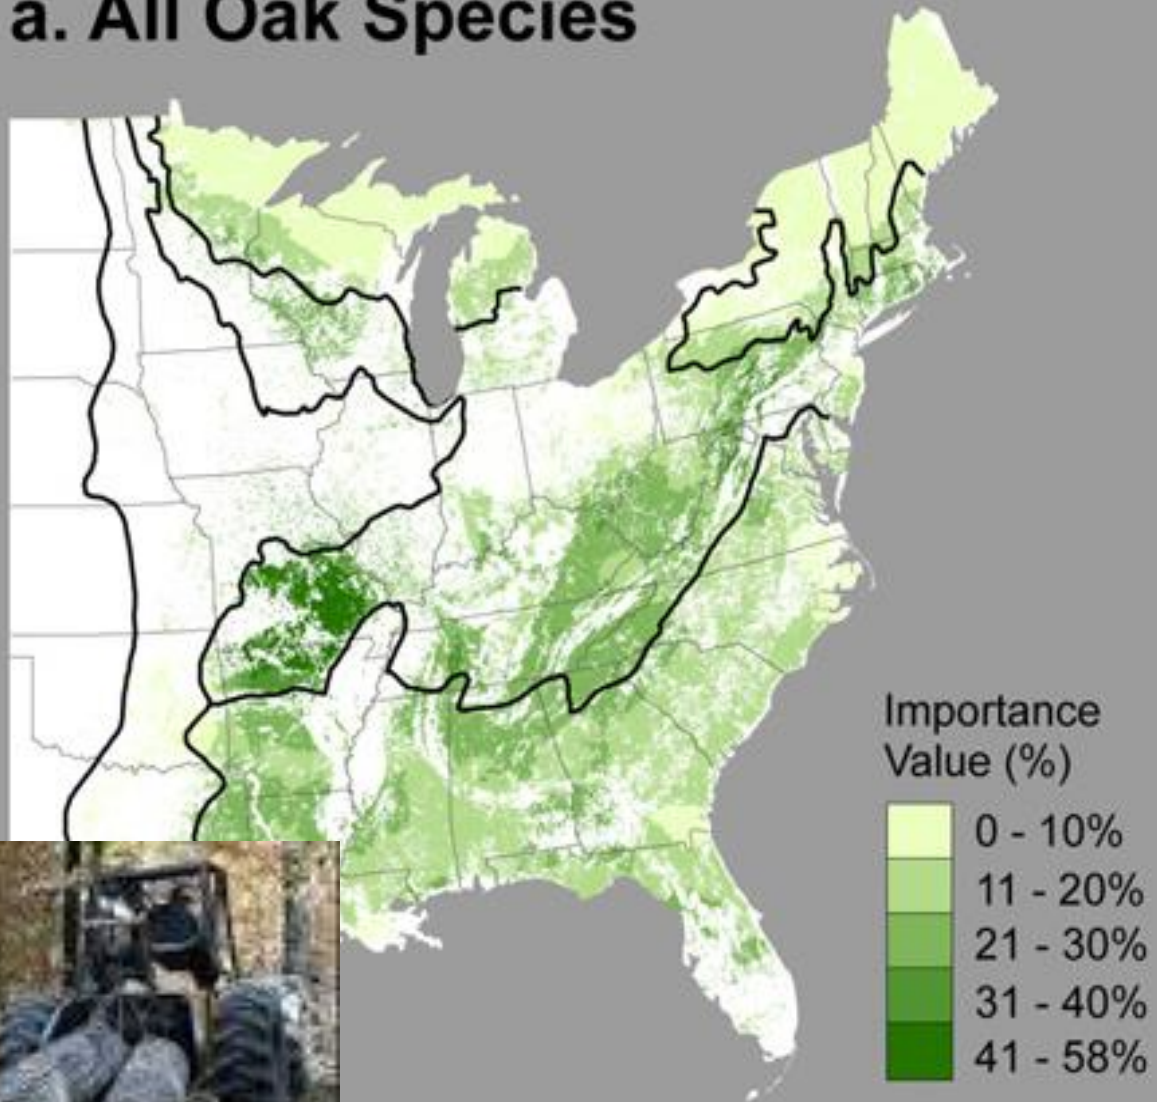 a. All Oak Species
Importance
Value (%)
0 - 10%
11 - 20%
21 - 30%
31 - 40%
41 - 58%